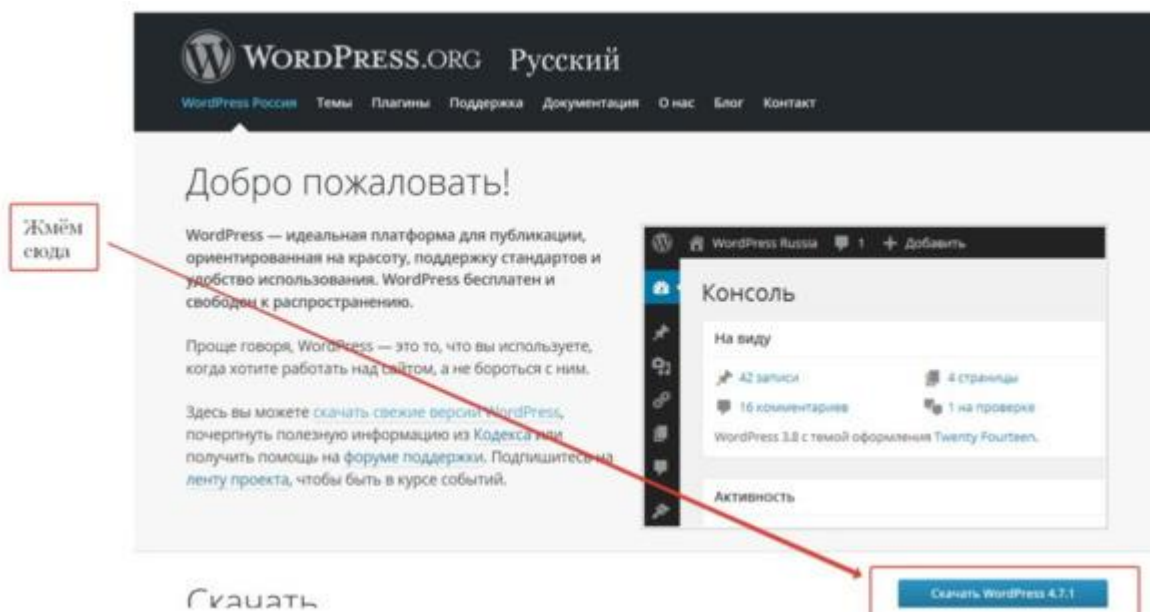 WORDPRESS.ORG Русский
WordPress Россия Темы Плагины Поддержка Документация О нас Блог Контакт
Добро пожаловать!
Жмём
сюда
WordPress — идеальная платформа для публикации,
ориентированная на красоту, поддержку стандартов и
удобство использования. WordPress бесплатен и
свободен к распространению.
Проще говоря, WordPress — это то, что вы используете,
когда хотите работать над сайтом, а не бороться с ним.
Здесь вы можете скачать свежие версии WordPress,
почерпнуть полезную информацию из Кодекса или
получить помощь на форуме поддержки. Подпишитесь на
ленту проекта, чтобы быть в курсе событий.
WordPress Russia 1 + Добавить
Консоль
На виду
42 записи 4 страницы
16 комментариев 1 на проверке
WordPress 3.8 с темой оформления Twenty Fourteen.
Активность
Скачать
Скачать WordPress 4.7.1